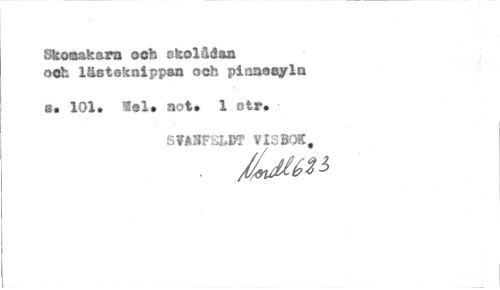 Skomakarn och skolådan
och lästeknippan och pinnesyln
s. 101. Mel. not. 1 str.
SVANFELDT VISBOK.
Nordl 623